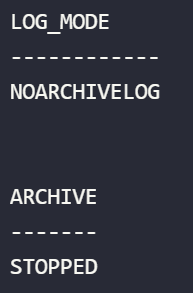 LOG_MODE
------------
NOARCHIVELOG
ARCHIVE
-------
STOPPED